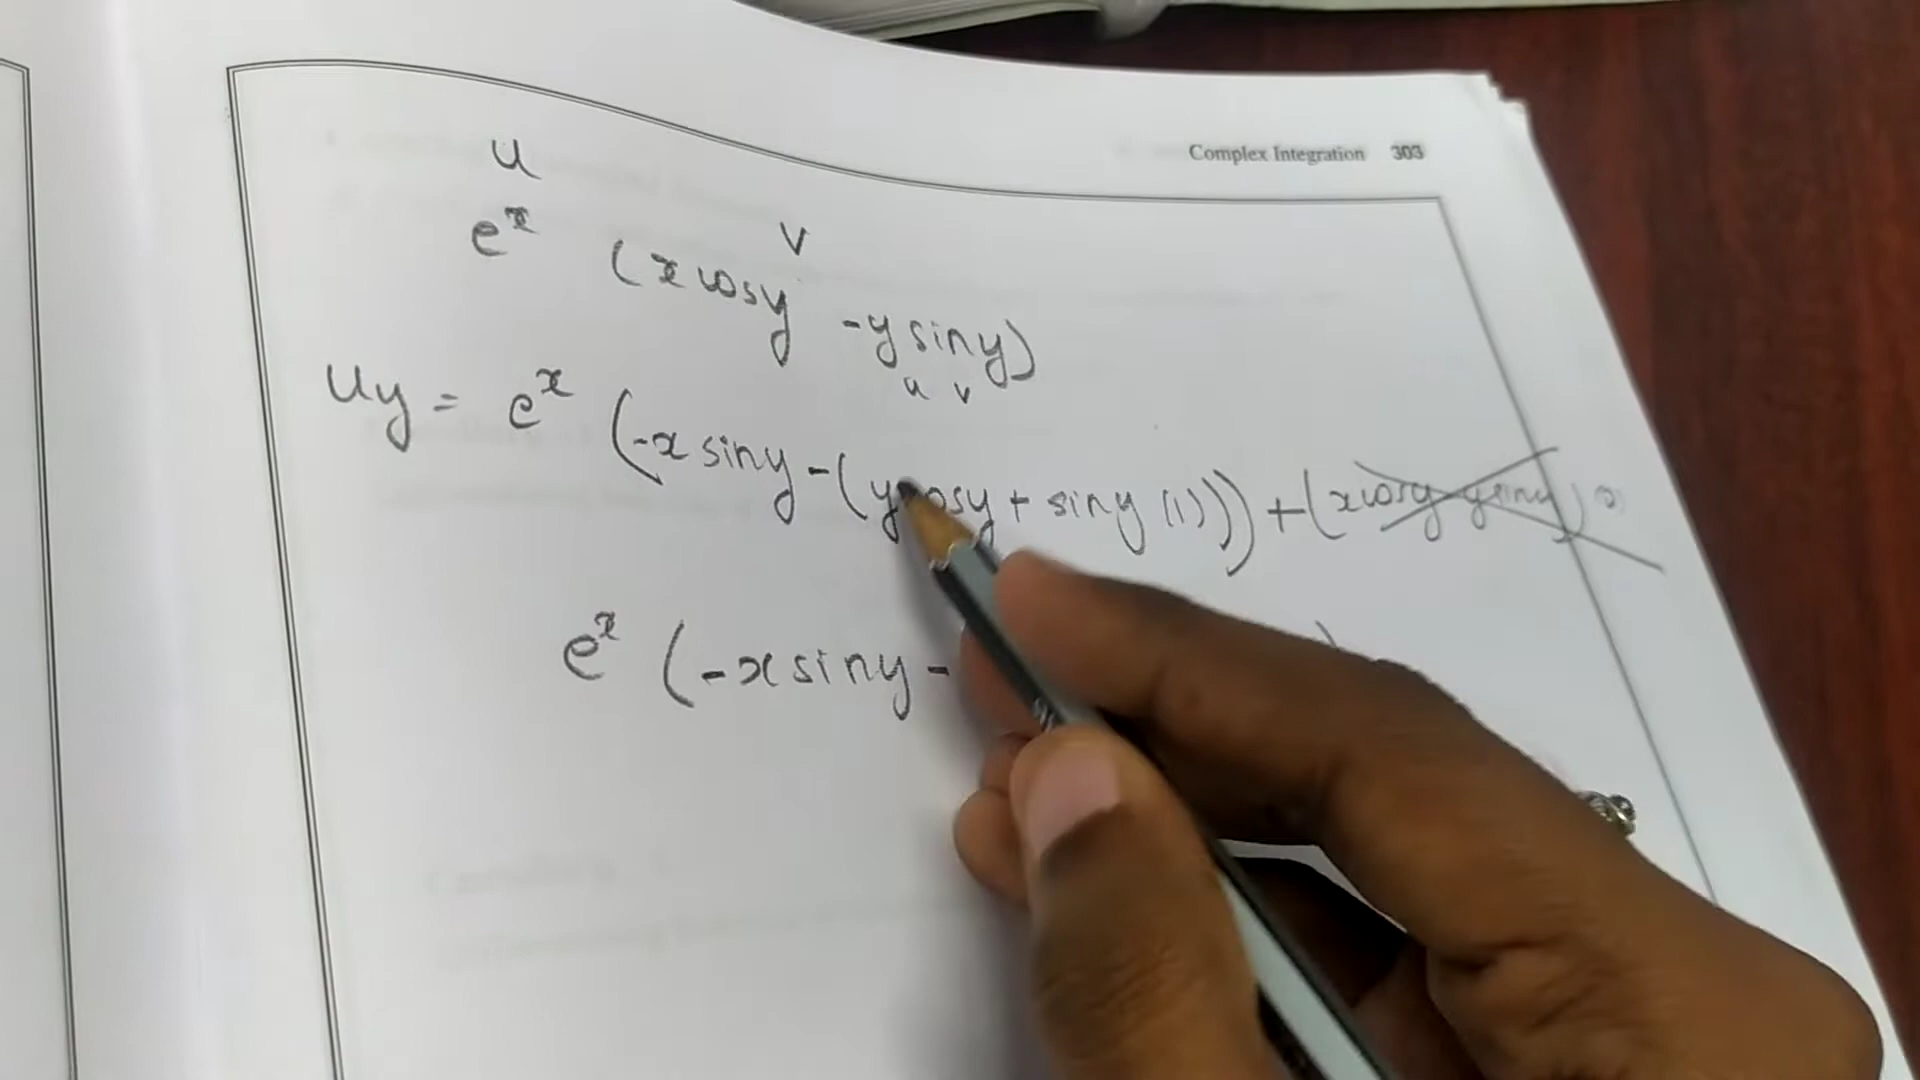 Complex Integration 303
u
v
e^x (x cosy - y siny)
u v
uy = e^x (-x siny - (y cosy + siny (1))) + (x cosy - y siny) 0
e^x (-x siny -